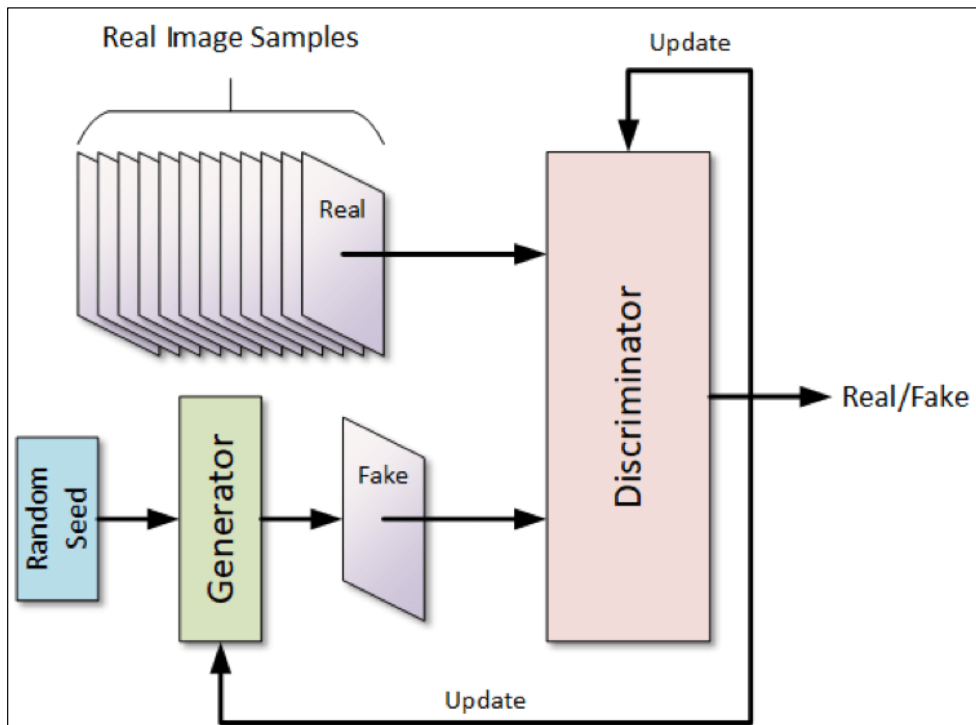 Real Image Samples
Update
Real
Discriminator
Real/Fake
Random
Seed
Generator
Fake
Update